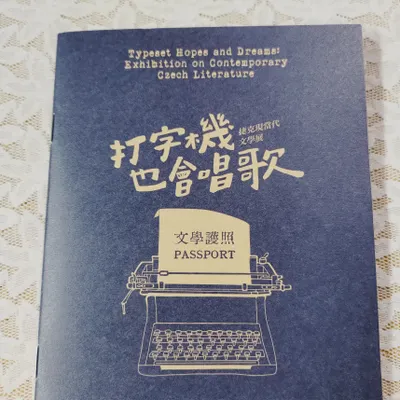 Typeset Hopes and Dreams:
Exhibition on Contemporary
Czech Literature
打字機
也會唱歌
捷克現當代
文學展
文學護照
PASSPORT